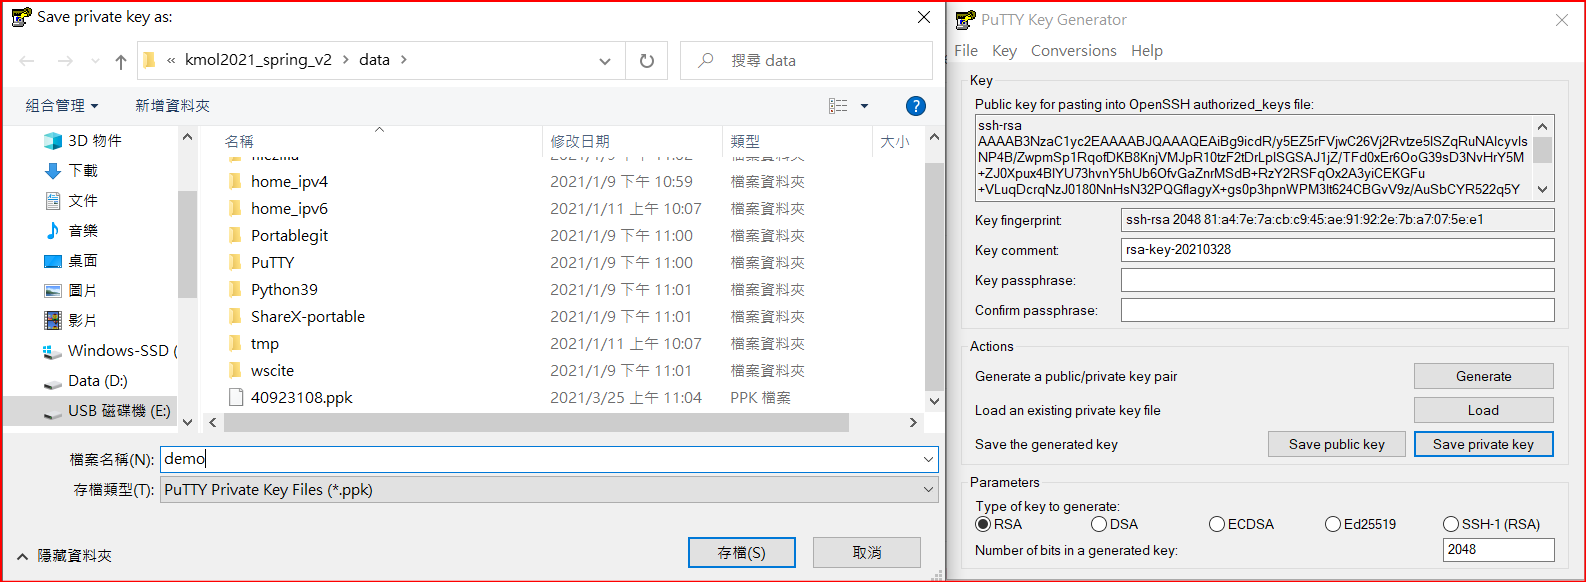 Save private key as:
« kmol2021_spring_v2 › data ›
搜尋 data
組合管理
新增資料夾
?
3D 物件
下載
文件
音樂
桌面
圖片
影片
Windows-SSD (
Data (D:)
USB 磁碟機 (E:)
名稱 修改日期 類型 大小
home_ipv4 2021/1/9 下午 10:59 檔案資料夾
home_ipv6 2021/1/11 上午 10:07 檔案資料夾
Portablegit 2021/1/9 下午 11:00 檔案資料夾
PuTTY 2021/1/9 下午 11:00 檔案資料夾
Python39 2021/1/9 下午 11:01 檔案資料夾
ShareX-portable 2021/1/9 下午 11:01 檔案資料夾
tmp 2021/1/11 上午 10:07 檔案資料夾
wscite 2021/1/9 下午 11:01 檔案資料夾
40923108.ppk 2021/3/25 上午 11:04 PPK 檔案
檔案名稱(N): demo
存檔類型(T): PuTTY Private Key Files (*.ppk)
隱藏資料夾
存檔(S) 取消
PuTTY Key Generator
File Key Conversions Help
Key
Public key for pasting into OpenSSH authorized_keys file:
ssh-rsa
AAAAB3NzaC1yc2EAAAABJQAAAQEAiBg9icdR/y5EZ5rFVjwC26Vj2Rvtze5lSZqRuNAlcyvIs
NP4B/ZwpmSp1RqofDKB8KnjVMJpR10tzF2tDrLplSGSAJ1jZ/TFd0xEr6OoG39sD3NvHrY5M
+ZJ0Xpux4BlYU73hvnY5hUb6OfvGaZnrMSdB+RzY2RSFqOx2A3yiCEKGFu
+VLuqDcrqNzJ0180NnHsN32PQGflagyX+gs0p3hpnWPM3lt624CBGvV9z/AuSbCYR522q5Y
Key fingerprint: ssh-rsa 2048 81:a4:7e:7a:cb:c9:45:ae:91:92:2e:7b:a7:07:5e:e1
Key comment: rsa-key-20210328
Key passphrase:
Confirm passphrase:
Actions
Generate a public/private key pair Generate
Load an existing private key file Load
Save the generated key Save public key Save private key
Parameters
Type of key to generate:
RSA DSA ECDSA Ed25519 SSH-1 (RSA)
Number of bits in a generated key: 2048